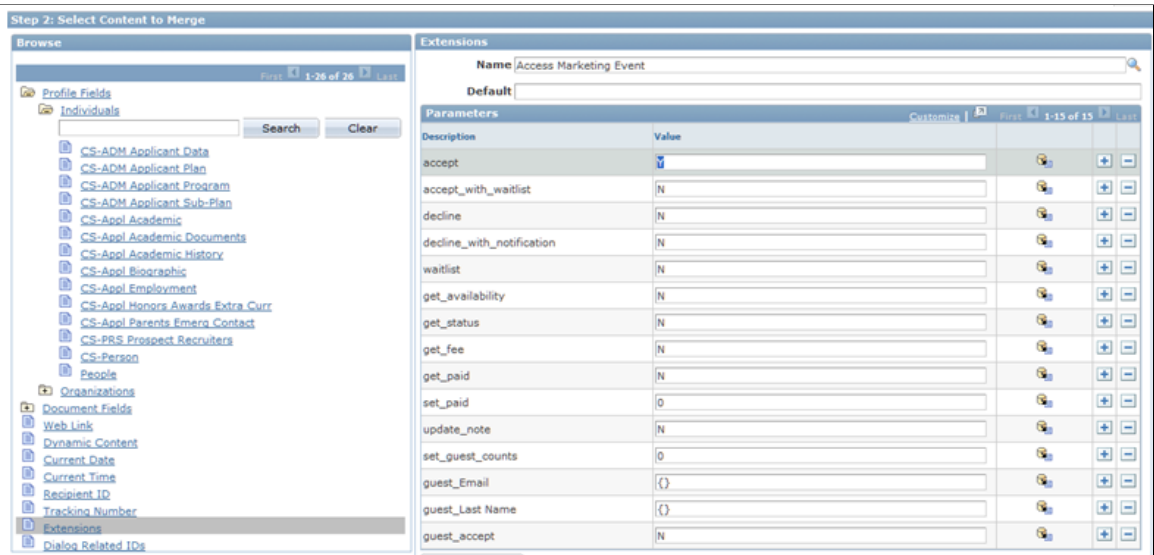 Step 2: Select Content to Merge
Browse
First 1-26 of 26 Last
Profile Fields
Individuals
Search Clear
CS-ADM Applicant Data
CS-ADM Applicant Plan
CS-ADM Applicant Program
CS-ADM Applicant Sub-Plan
CS-Appl Academic
CS-Appl Academic Documents
CS-Appl Academic History
CS-Appl Biographic
CS-Appl Employment
CS-Appl Honors Awards Extra Curr
CS-Appl Parents Emerg Contact
CS-PRS Prospect Recruiters
CS-Person
People
Organizations
Document Fields
Web Link
Dynamic Content
Current Date
Current Time
Recipient ID
Tracking Number
Extensions
Dialog Related IDs
Extensions
Name Access Marketing Event
Default
Parameters Customize | First 1-15 of 15 Last
Description Value
accept Y
accept_with_waitlist N
decline N
decline_with_notification N
waitlist N
get_availability N
get_status N
get_fee N
get_paid N
set_paid 0
update_note N
set_guest_counts 0
guest_Email {}
guest_Last Name {}
guest_accept N